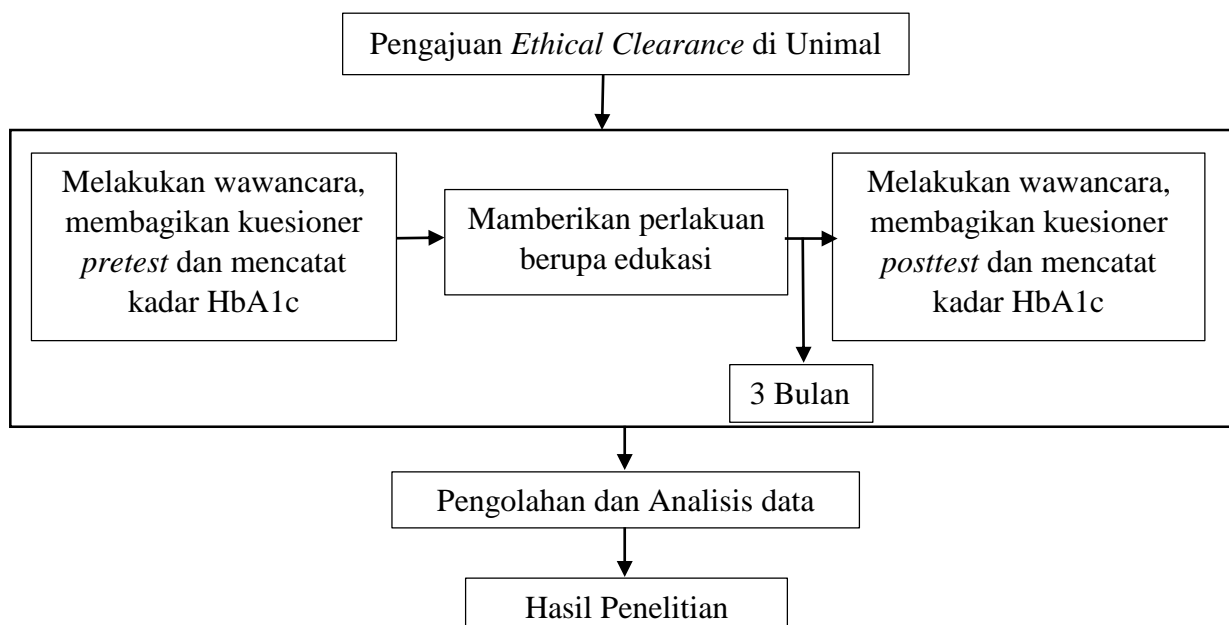 Pengajuan Ethical Clearance di Unimal
Melakukan wawancara,
membagikan kuesioner
pretest dan mencatat
kadar HbA1c
Mamberikan perlakuan
berupa edukasi
Melakukan wawancara,
membagikan kuesioner
posttest dan mencatat
kadar HbA1c
3 Bulan
Pengolahan dan Analisis data
Hasil Penelitian